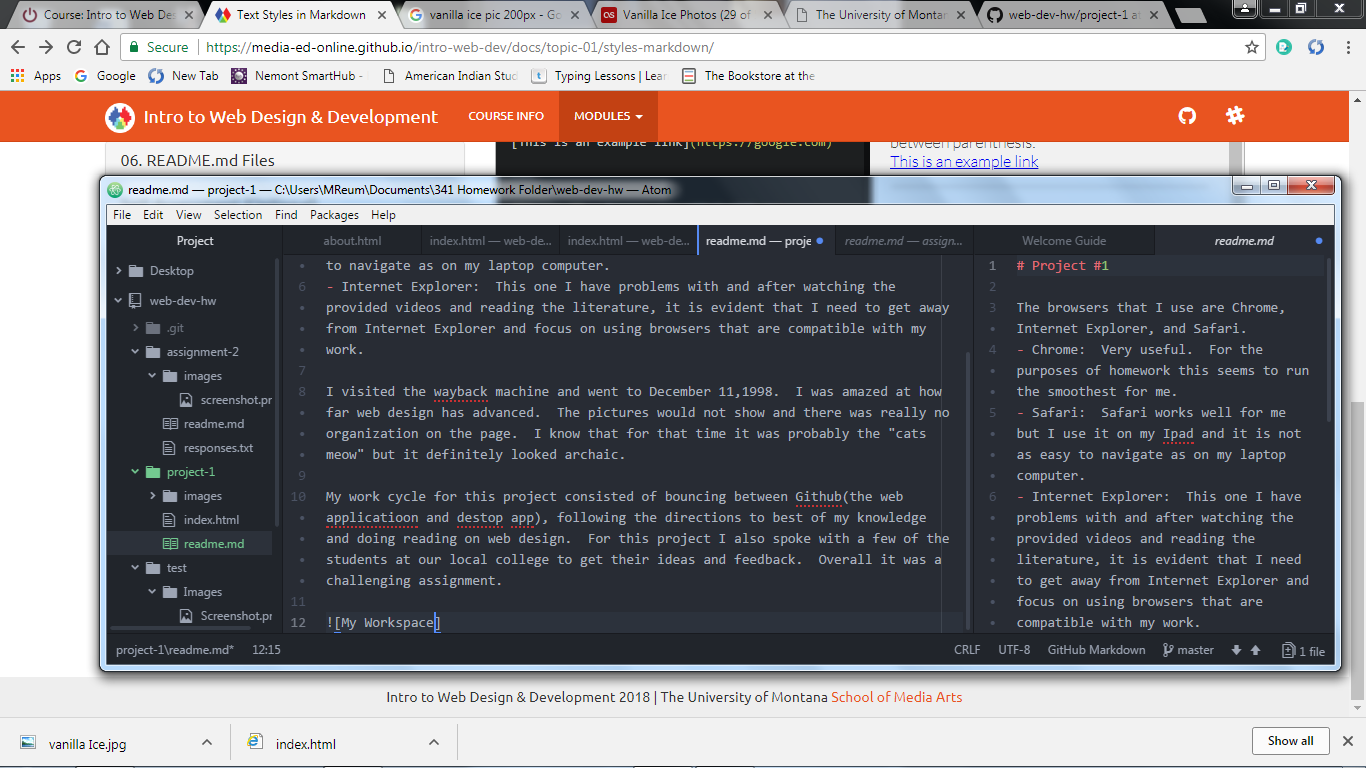 Course: Intro to Web Des
Text Styles in Markdown
vanilla ice pic 200px - Go
Vanilla Ice Photos (29 of
The University of Montan
web-dev-hw/project-1 at
Secure https://media-ed-online.github.io/intro-web-dev/docs/topic-01/styles-markdown/
Apps Google New Tab Nemont SmartHub - American Indian Stud Typing Lessons | Lear The Bookstore at the
Intro to Web Design & Development COURSE INFO MODULES
[This is an example link](https://google.com) between parenthesis.
06. README.md Files This is an example link
readme.md — project-1 — C:\Users\MReum\Documents\341 Homework Folder\web-dev-hw — Atom
File Edit View Selection Find Packages Help
Project
about.html
index.html — web-de...
index.html — web-de...
readme.md — proje
readme.md — assign...
Welcome Guide
readme.md
Desktop
web-dev-hw
.git
assignment-2
images
screenshot.pr
readme.md
responses.txt
project-1
images
index.html
readme.md
test
Images
Screenshot.pr
to navigate as on my laptop computer.
6 - Internet Explorer:  This one I have problems with and after watching the
provided videos and reading the literature, it is evident that I need to get away
from Internet Explorer and focus on using browsers that are compatible with my
work.
7
8 I visited the wayback machine and went to December 11,1998.  I was amazed at how
far web design has advanced.  The pictures would not show and there was really no
organization on the page.  I know that for that time it was probably the "cats
meow" but it definitely looked archaic.
9
10 My work cycle for this project consisted of bouncing between Github(the web
applicatioon and destop app), following the directions to best of my knowledge
and doing reading on web design.  For this project I also spoke with a few of the
students at our local college to get their ideas and feedback.  Overall it was a
challenging assignment.
11
12 ![My Workspace]
1 # Project #1
2
3 The browsers that I use are Chrome,
Internet Explorer, and Safari.
4 - Chrome:  Very useful.  For the
purposes of homework this seems to run
the smoothest for me.
5 - Safari:  Safari works well for me
but I use it on my Ipad and it is not
as easy to navigate as on my laptop
computer.
6 - Internet Explorer:  This one I have
problems with and after watching the
provided videos and reading the
literature, it is evident that I need
to get away from Internet Explorer and
focus on using browsers that are
compatible with my work.
project-1\readme.md* 12:15 CRLF UTF-8 GitHub Markdown master 1 file
Intro to Web Design & Development 2018 | The University of Montana School of Media Arts
vanilla Ice.jpg index.html Show all